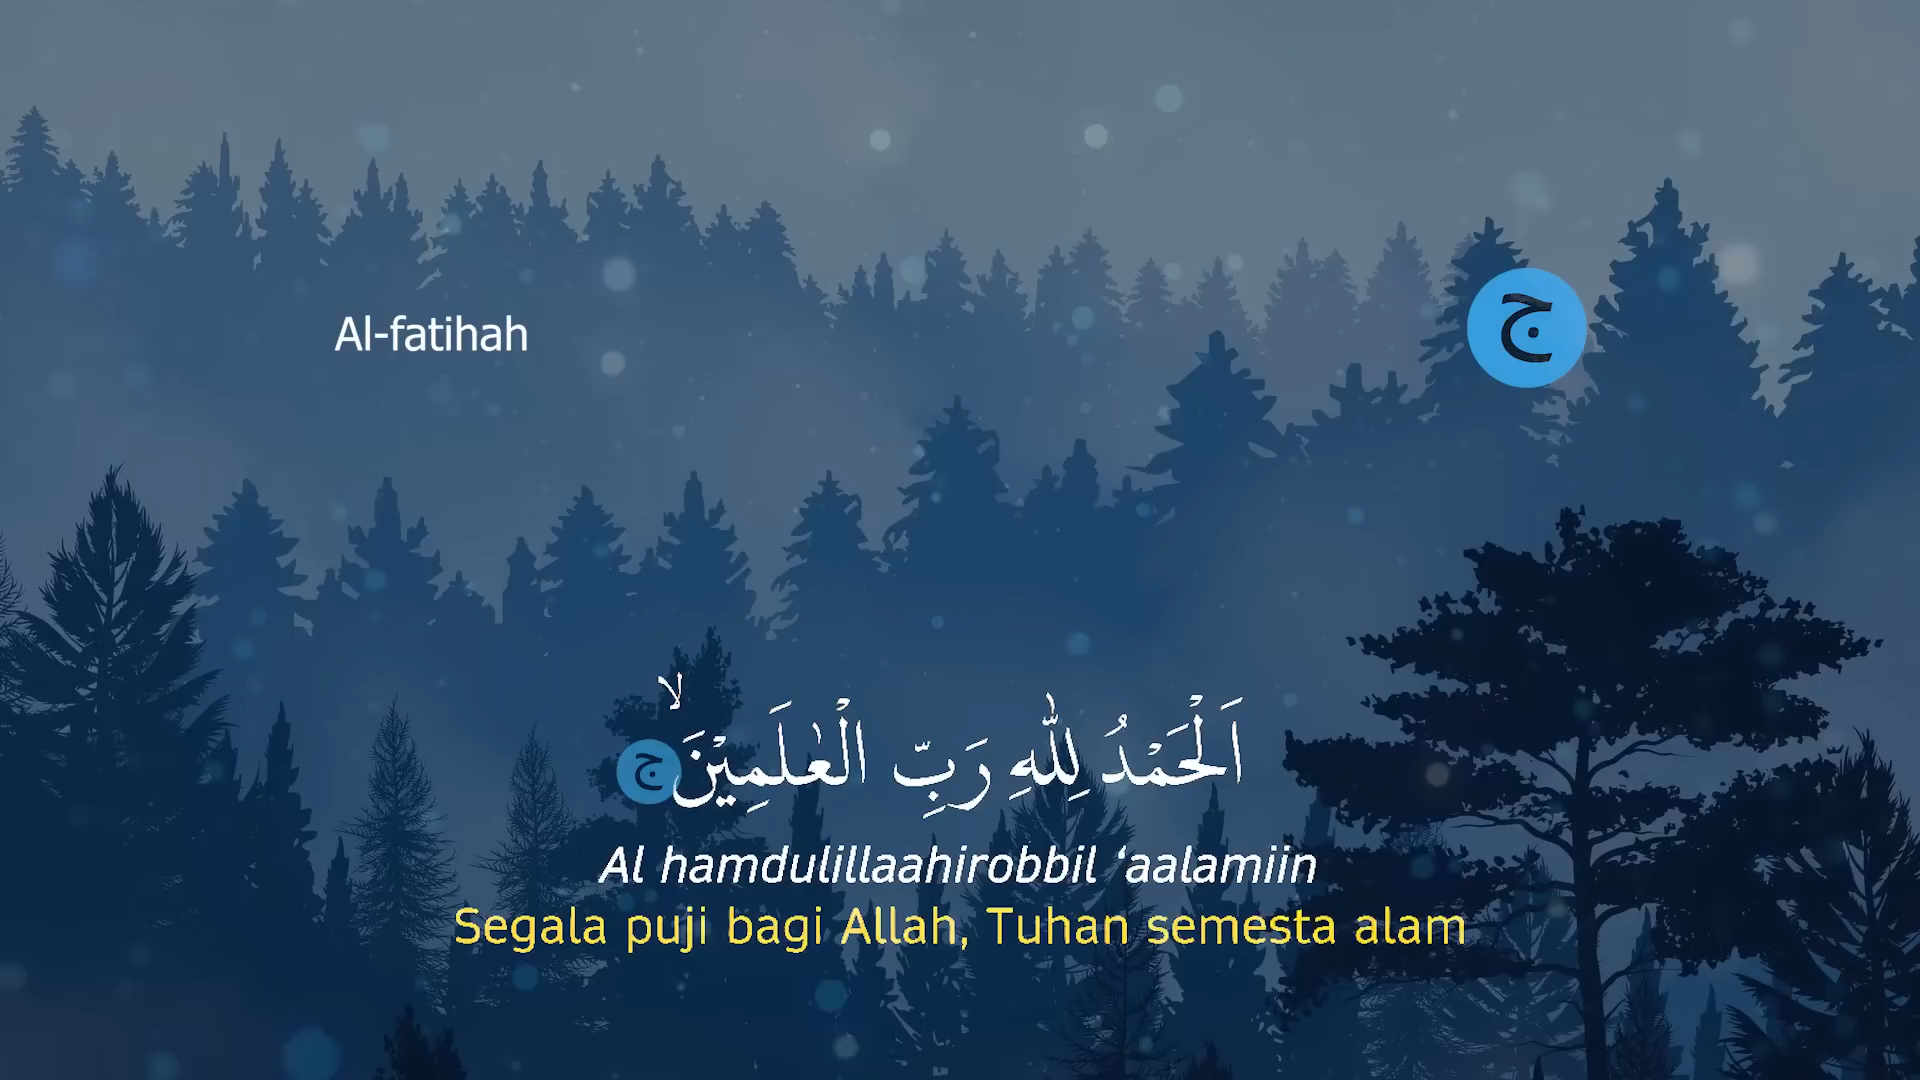 Al-fatihah
ج
اَلْحَمْدُ لِلّٰهِ رَبِّ الْعٰلَمِيْنَۙ ج
Al hamdulillaahirobbil ‘aalamiin
Segala puji bagi Allah, Tuhan semesta alam